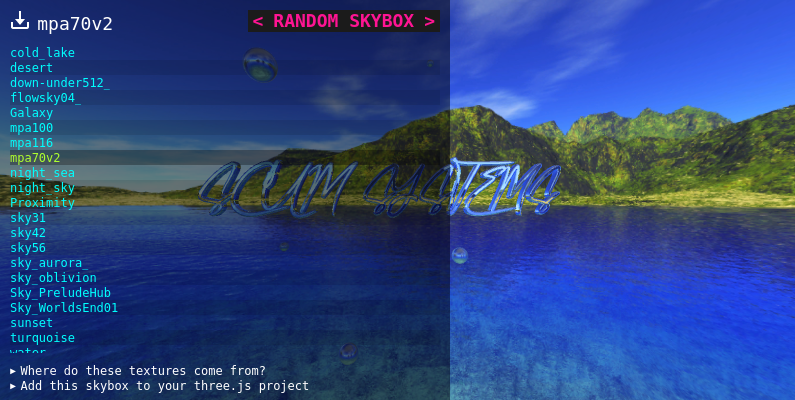 mpa70v2
< RANDOM SKYBOX >
cold_lake
desert
down-under512_
flowsky04_
Galaxy
mpa100
mpa116
mpa70v2
night_sea
night_sky
Proximity
sky31
sky42
sky56
sky_aurora_
sky_oblivion
Sky_PreludeHub
Sky_WorldsEnd01
sunset
turquoise
water
SCUM SYSTEMS
Where do these textures come from?
Add this skybox to your three.js project